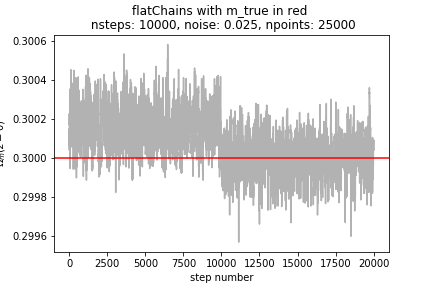 flatChains with m_true in red
nsteps: 10000, noise: 0.025, npoints: 25000
0.3006
0.3004
0.3002
0.3000
0.2998
0.2996
0 2500 5000 7500 10000 12500 15000 17500 20000
step number